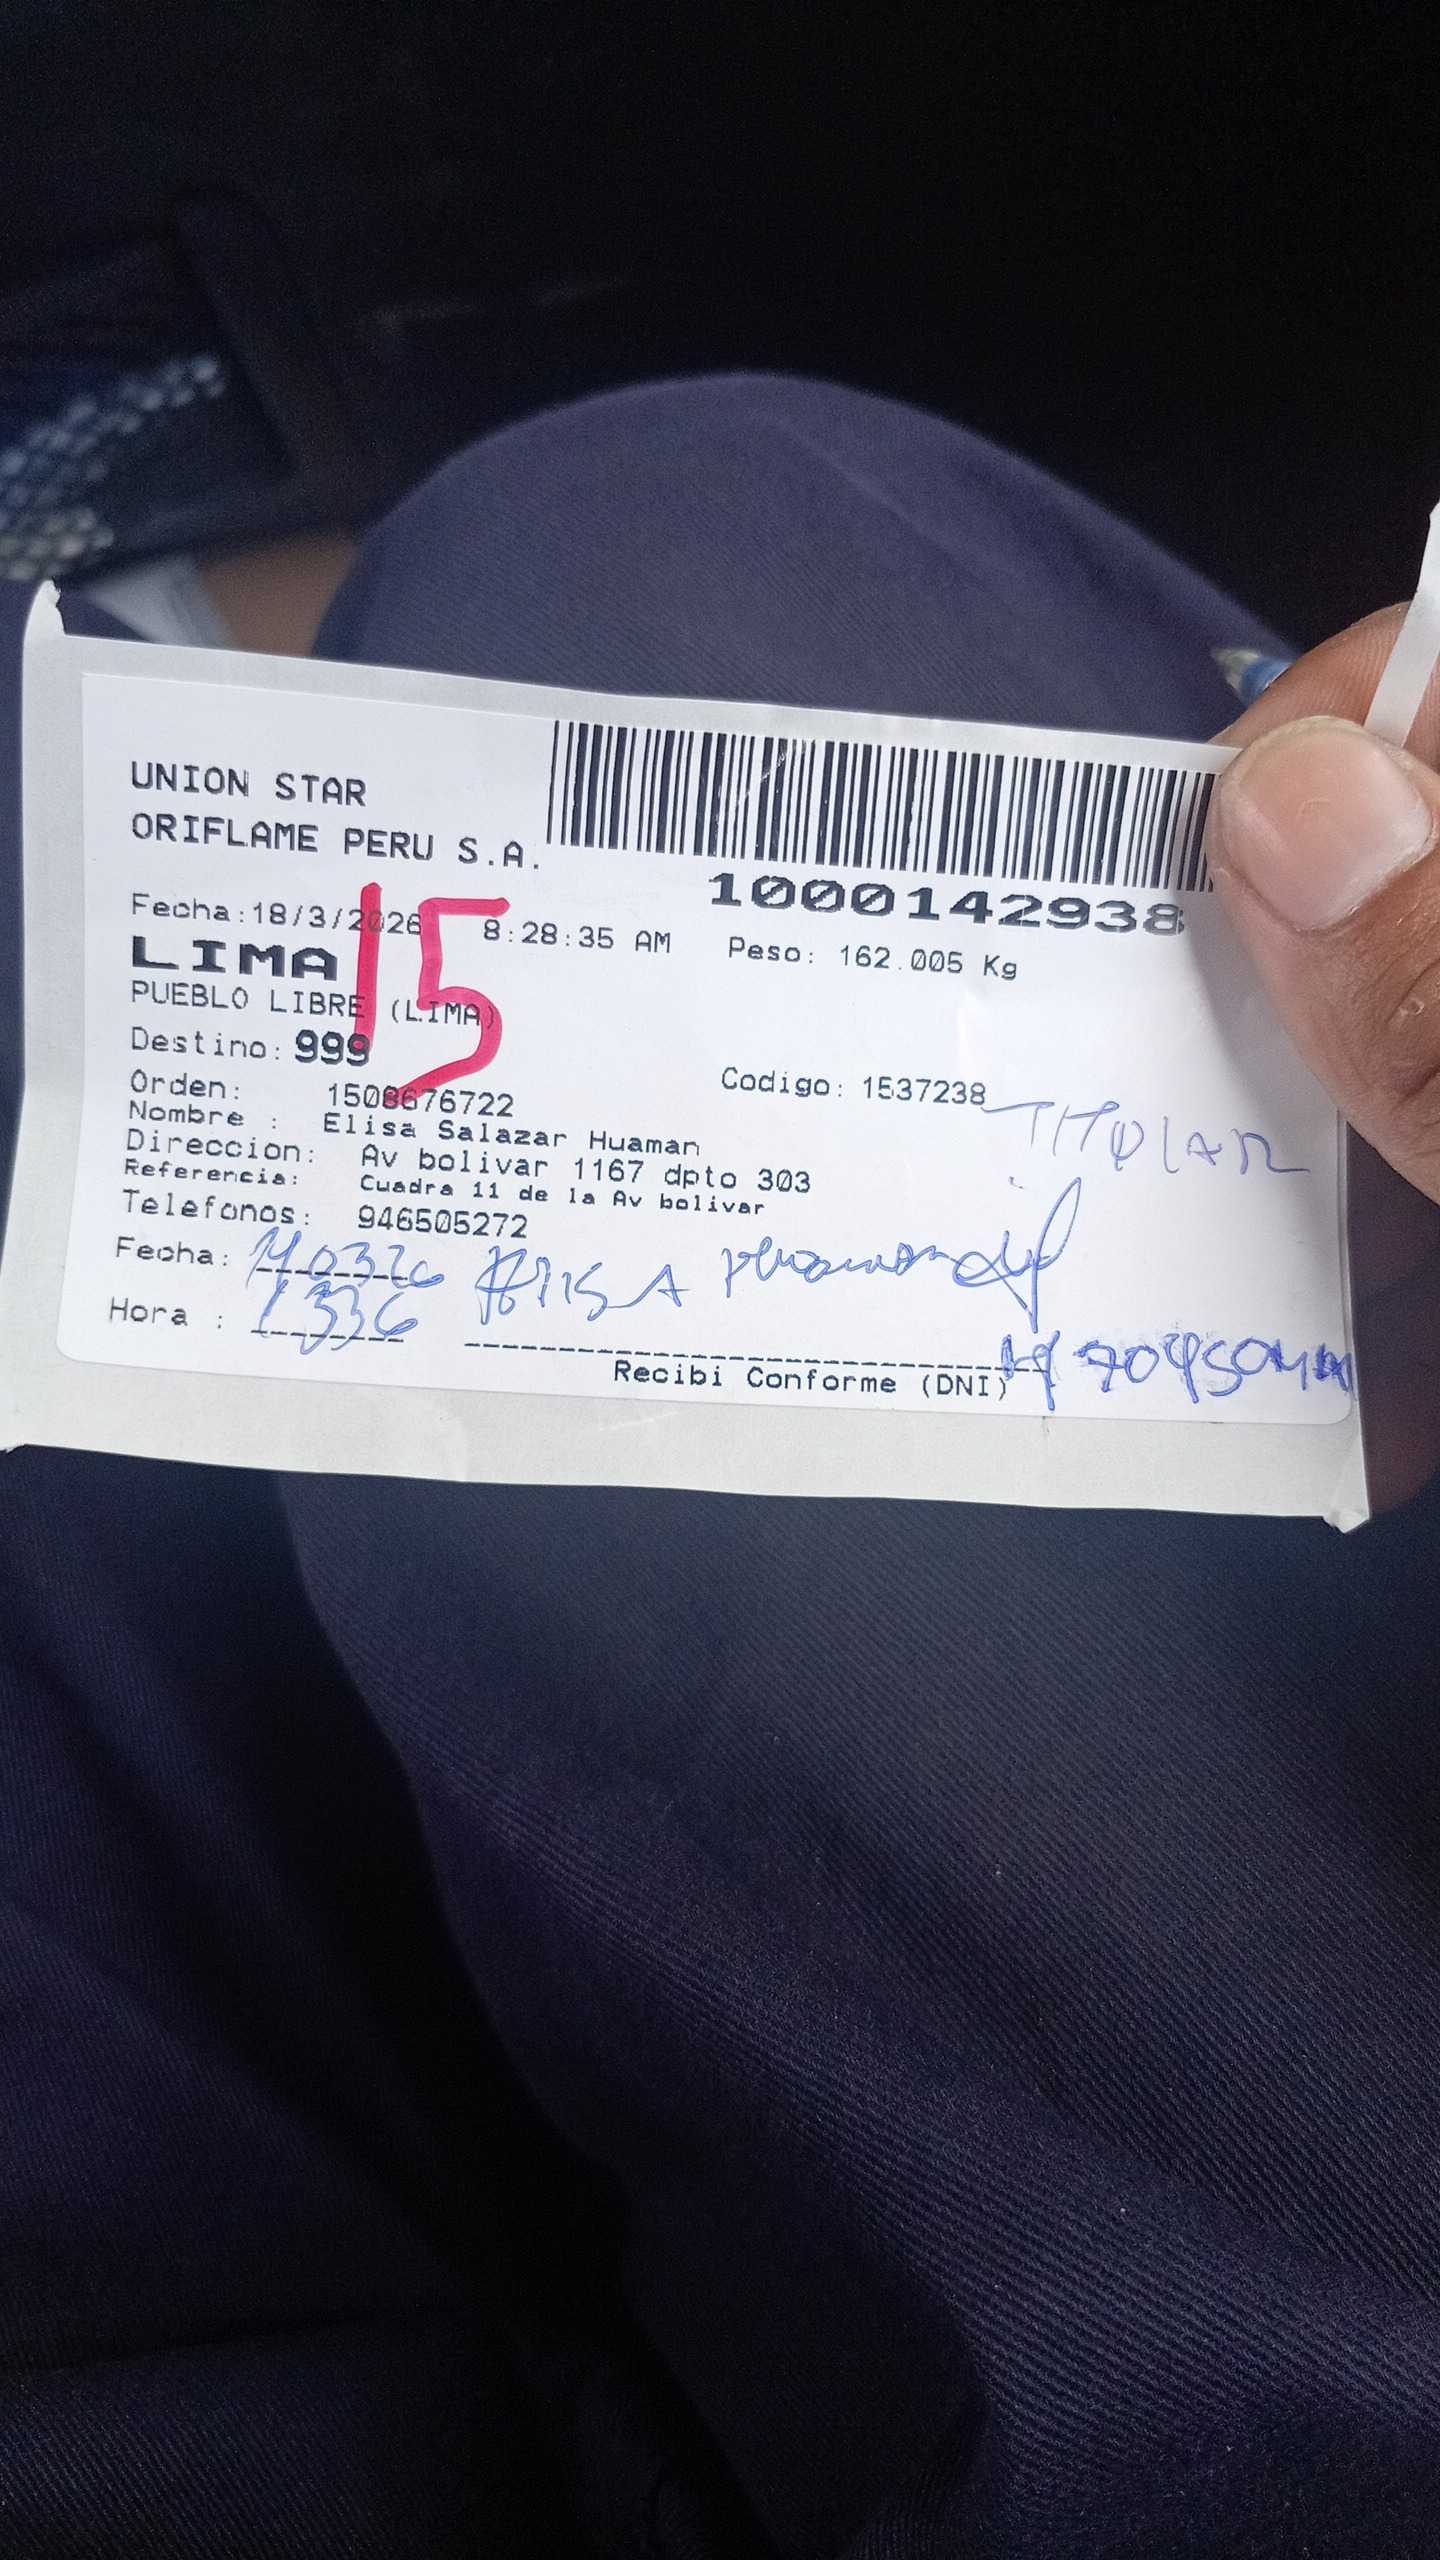 UNION STAR
ORIFLAME PERU S.A.
1000142938
Fecha:18/3/2026 8:28:35 AM Peso: 162.005 Kg
15
LIMA
PUEBLO LIBRE (LIMA)
Destino: 999
Orden: 1508676722 Codigo: 1537238
Nombre : Elisa Salazar Huaman
TITULAR
Direccion: Av bolivar 1167 dpto 303
Referencia: Cuadra 11 de la Av bolivar
Telefonos: 946505272
Fecha:
Hora : 1336
Recibi Conforme (DNI)